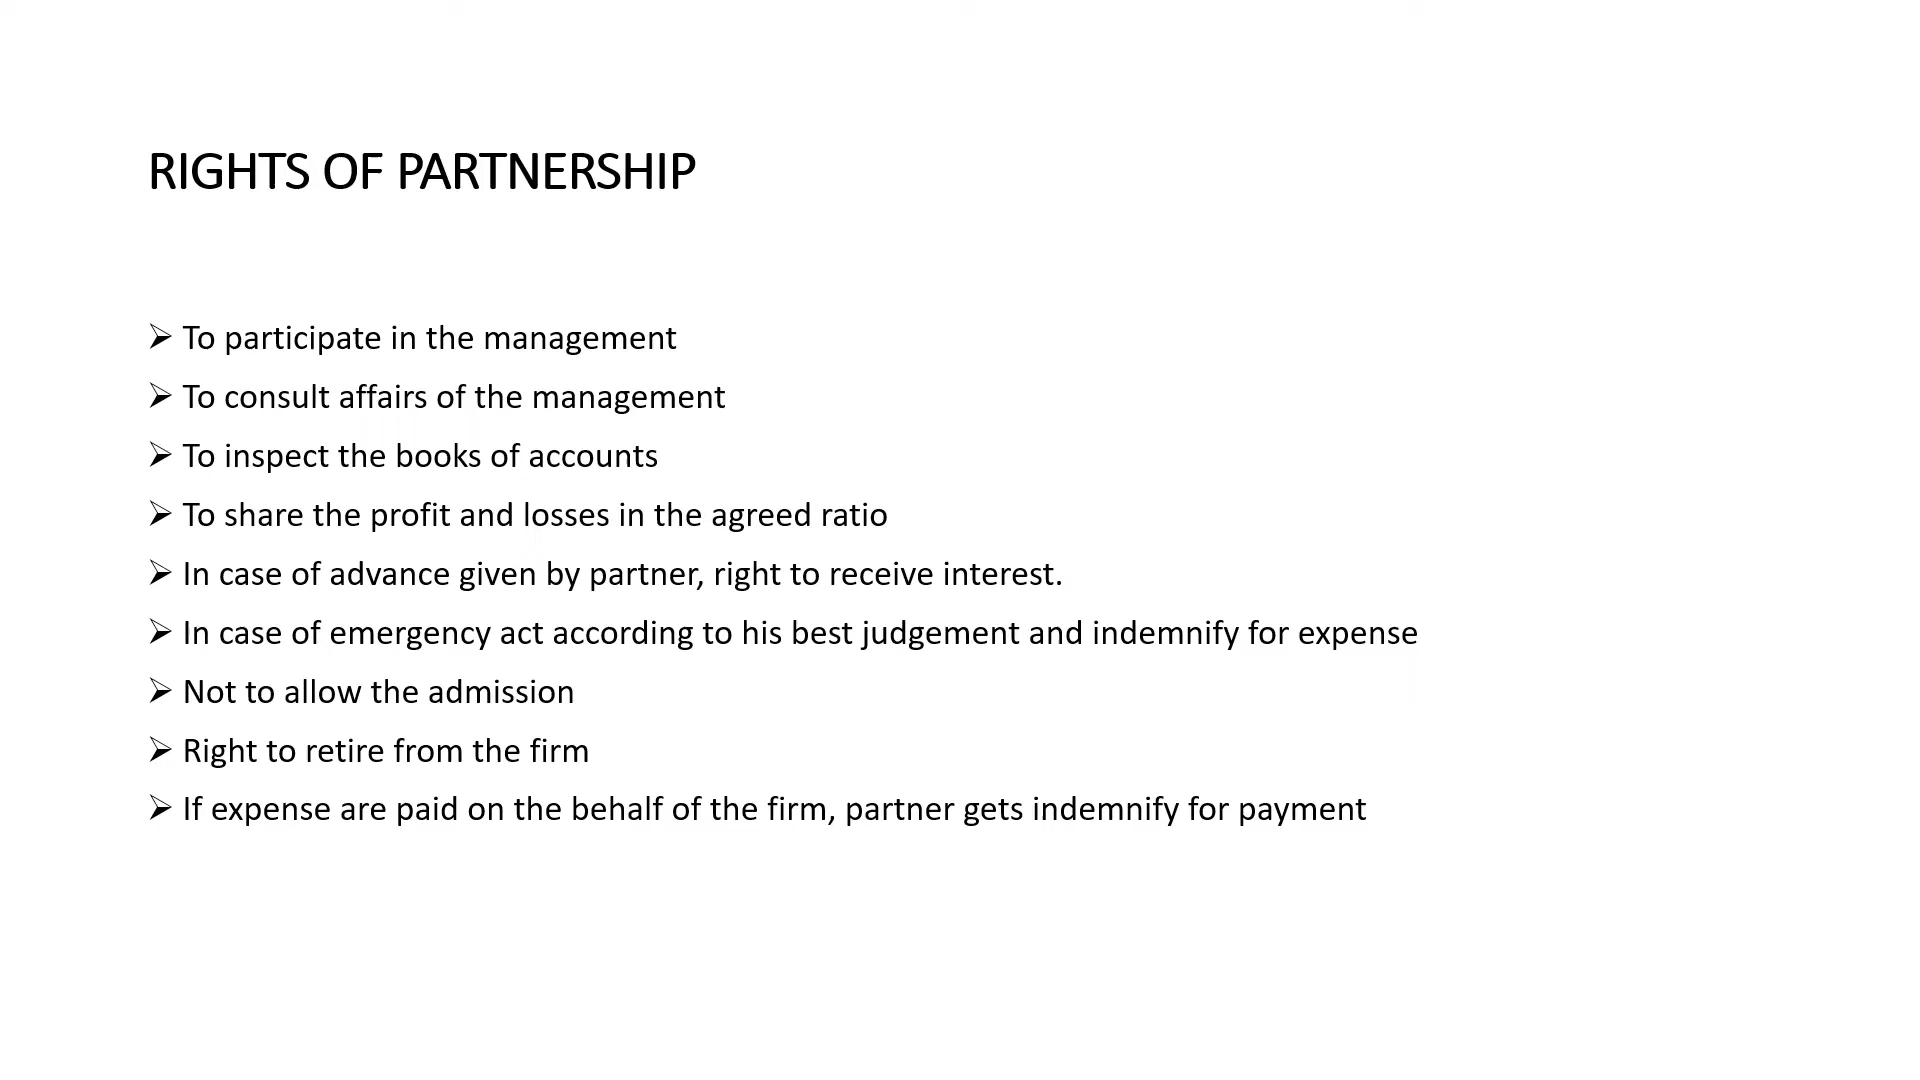 RIGHTS OF PARTNERSHIP
➢ To participate in the management
➢ To consult affairs of the management
➢ To inspect the books of accounts
➢ To share the profit and losses in the agreed ratio
➢ In case of advance given by partner, right to receive interest.
➢ In case of emergency act according to his best judgement and indemnify for expense
➢ Not to allow the admission
➢ Right to retire from the firm
➢ If expense are paid on the behalf of the firm, partner gets indemnify for payment